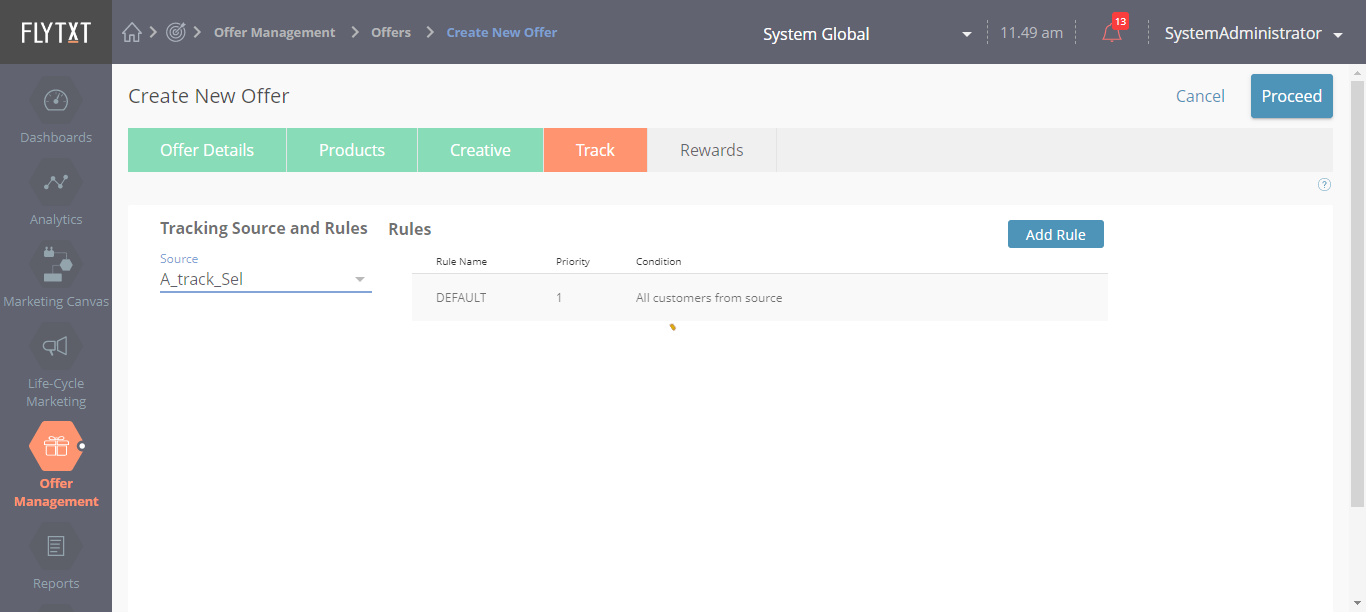 FLYTXT
Offer Management
Offers
Create New Offer
System Global
11.49 am
13
SystemAdministrator
Dashboards
Analytics
Marketing Canvas
Life-Cycle
Marketing
Offer
Management
Reports
Create New Offer
Cancel
Proceed
Offer Details
Products
Creative
Track
Rewards
?
Tracking Source and Rules
Rules
Add Rule
Source
A_track_Sel
Rule Name
Priority
Condition
DEFAULT
1
All customers from source